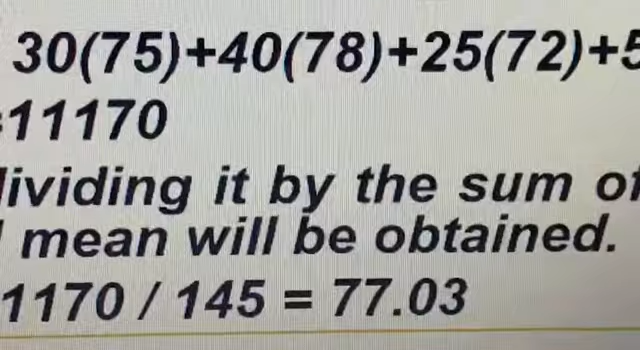 30(75)+40(78)+25(72)+5
=11170
dividing it by the sum of
mean will be obtained.
1170 / 145 = 77.03